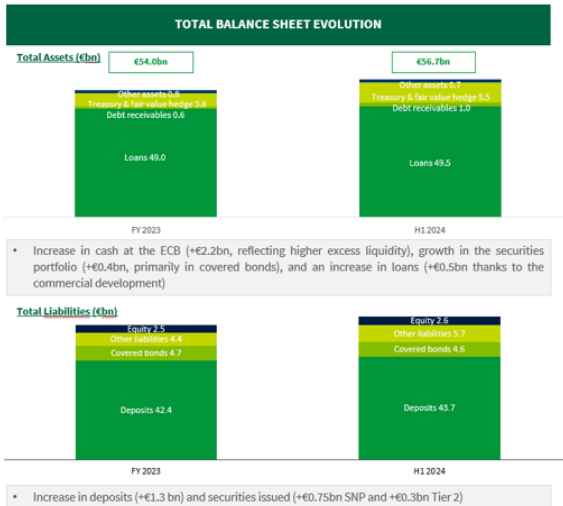 TOTAL BALANCE SHEET EVOLUTION
Total Assets (€bn)
€54.0bn
€56.7bn
Other assets 0.8
Treasury & fair value hedge 3.6
Debt receivables 0.6
Loans 49.0
Other assets 0.7
Treasury & fair value hedge 5.5
Debt receivables 1.0
Loans 49.5
FY 2023
H1 2024
• Increase in cash at the ECB (+€2.2bn, reflecting higher excess liquidity), growth in the securities
portfolio (+€0.4bn, primarily in covered bonds), and an increase in loans (+€0.5bn thanks to the
commercial development)
Total Liabilities (€bn)
Equity 2.5
Other liabilities 4.4
Covered bonds 4.7
Deposits 42.4
Equity 2.6
Other liabilities 5.7
Covered bonds 4.6
Deposits 43.7
FY 2023
H1 2024
• Increase in deposits (+€1.3 bn) and securities issued (+€0.75bn SNP and +€0.3bn Tier 2)